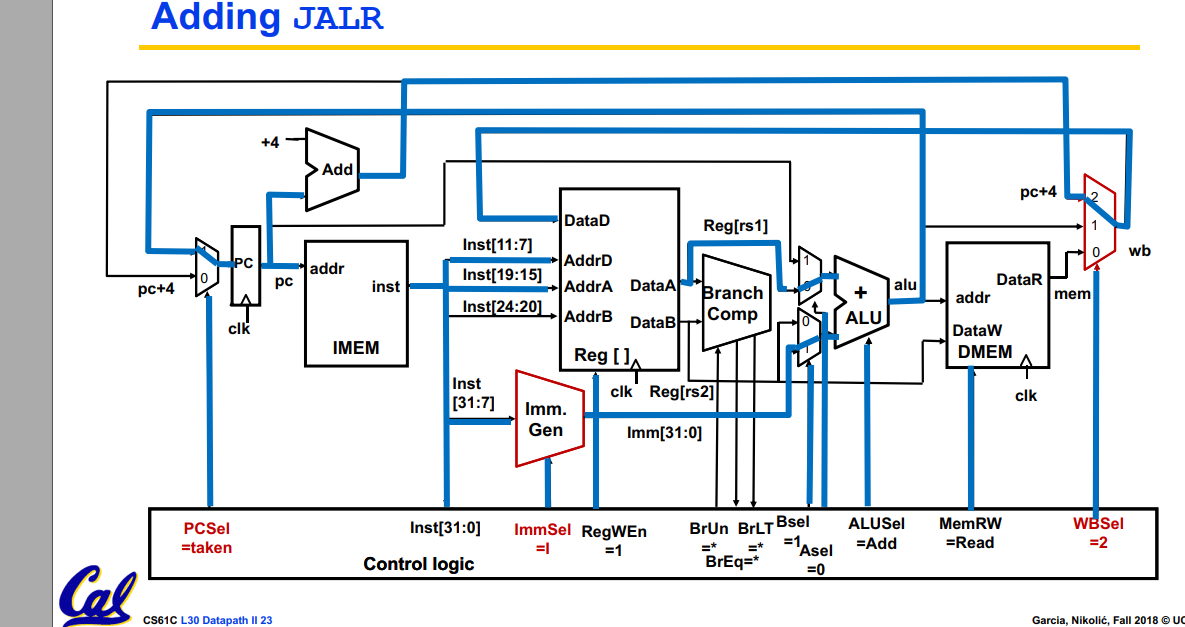 Adding JALR
+4
Add
pc+4
2
1
0
wb
1
0
pc+4
PC
clk
pc
addr
inst
IMEM
Inst[11:7]
Inst[19:15]
Inst[24:20]
DataD
AddrD
AddrA
AddrB
DataA
DataB
Reg [ ]
clk
Reg[rs1]
Reg[rs2]
Branch
Comp
1
0
0
1
+
ALU
alu
addr
DataR
DataW
DMEM
clk
mem
Inst
[31:7]
Imm.
Gen
Imm[31:0]
PCSel
=taken
Inst[31:0]
ImmSel
=I
RegWEn
=1
BrUn
=*
BrEq=*
BrLT
=*
Bsel
=1
Asel
=0
ALUSel
=Add
MemRW
=Read
WBSel
=2
Control logic
Cal
CS61C L30 Datapath II 23
Garcia, Nikolić, Fall 2018 © UC